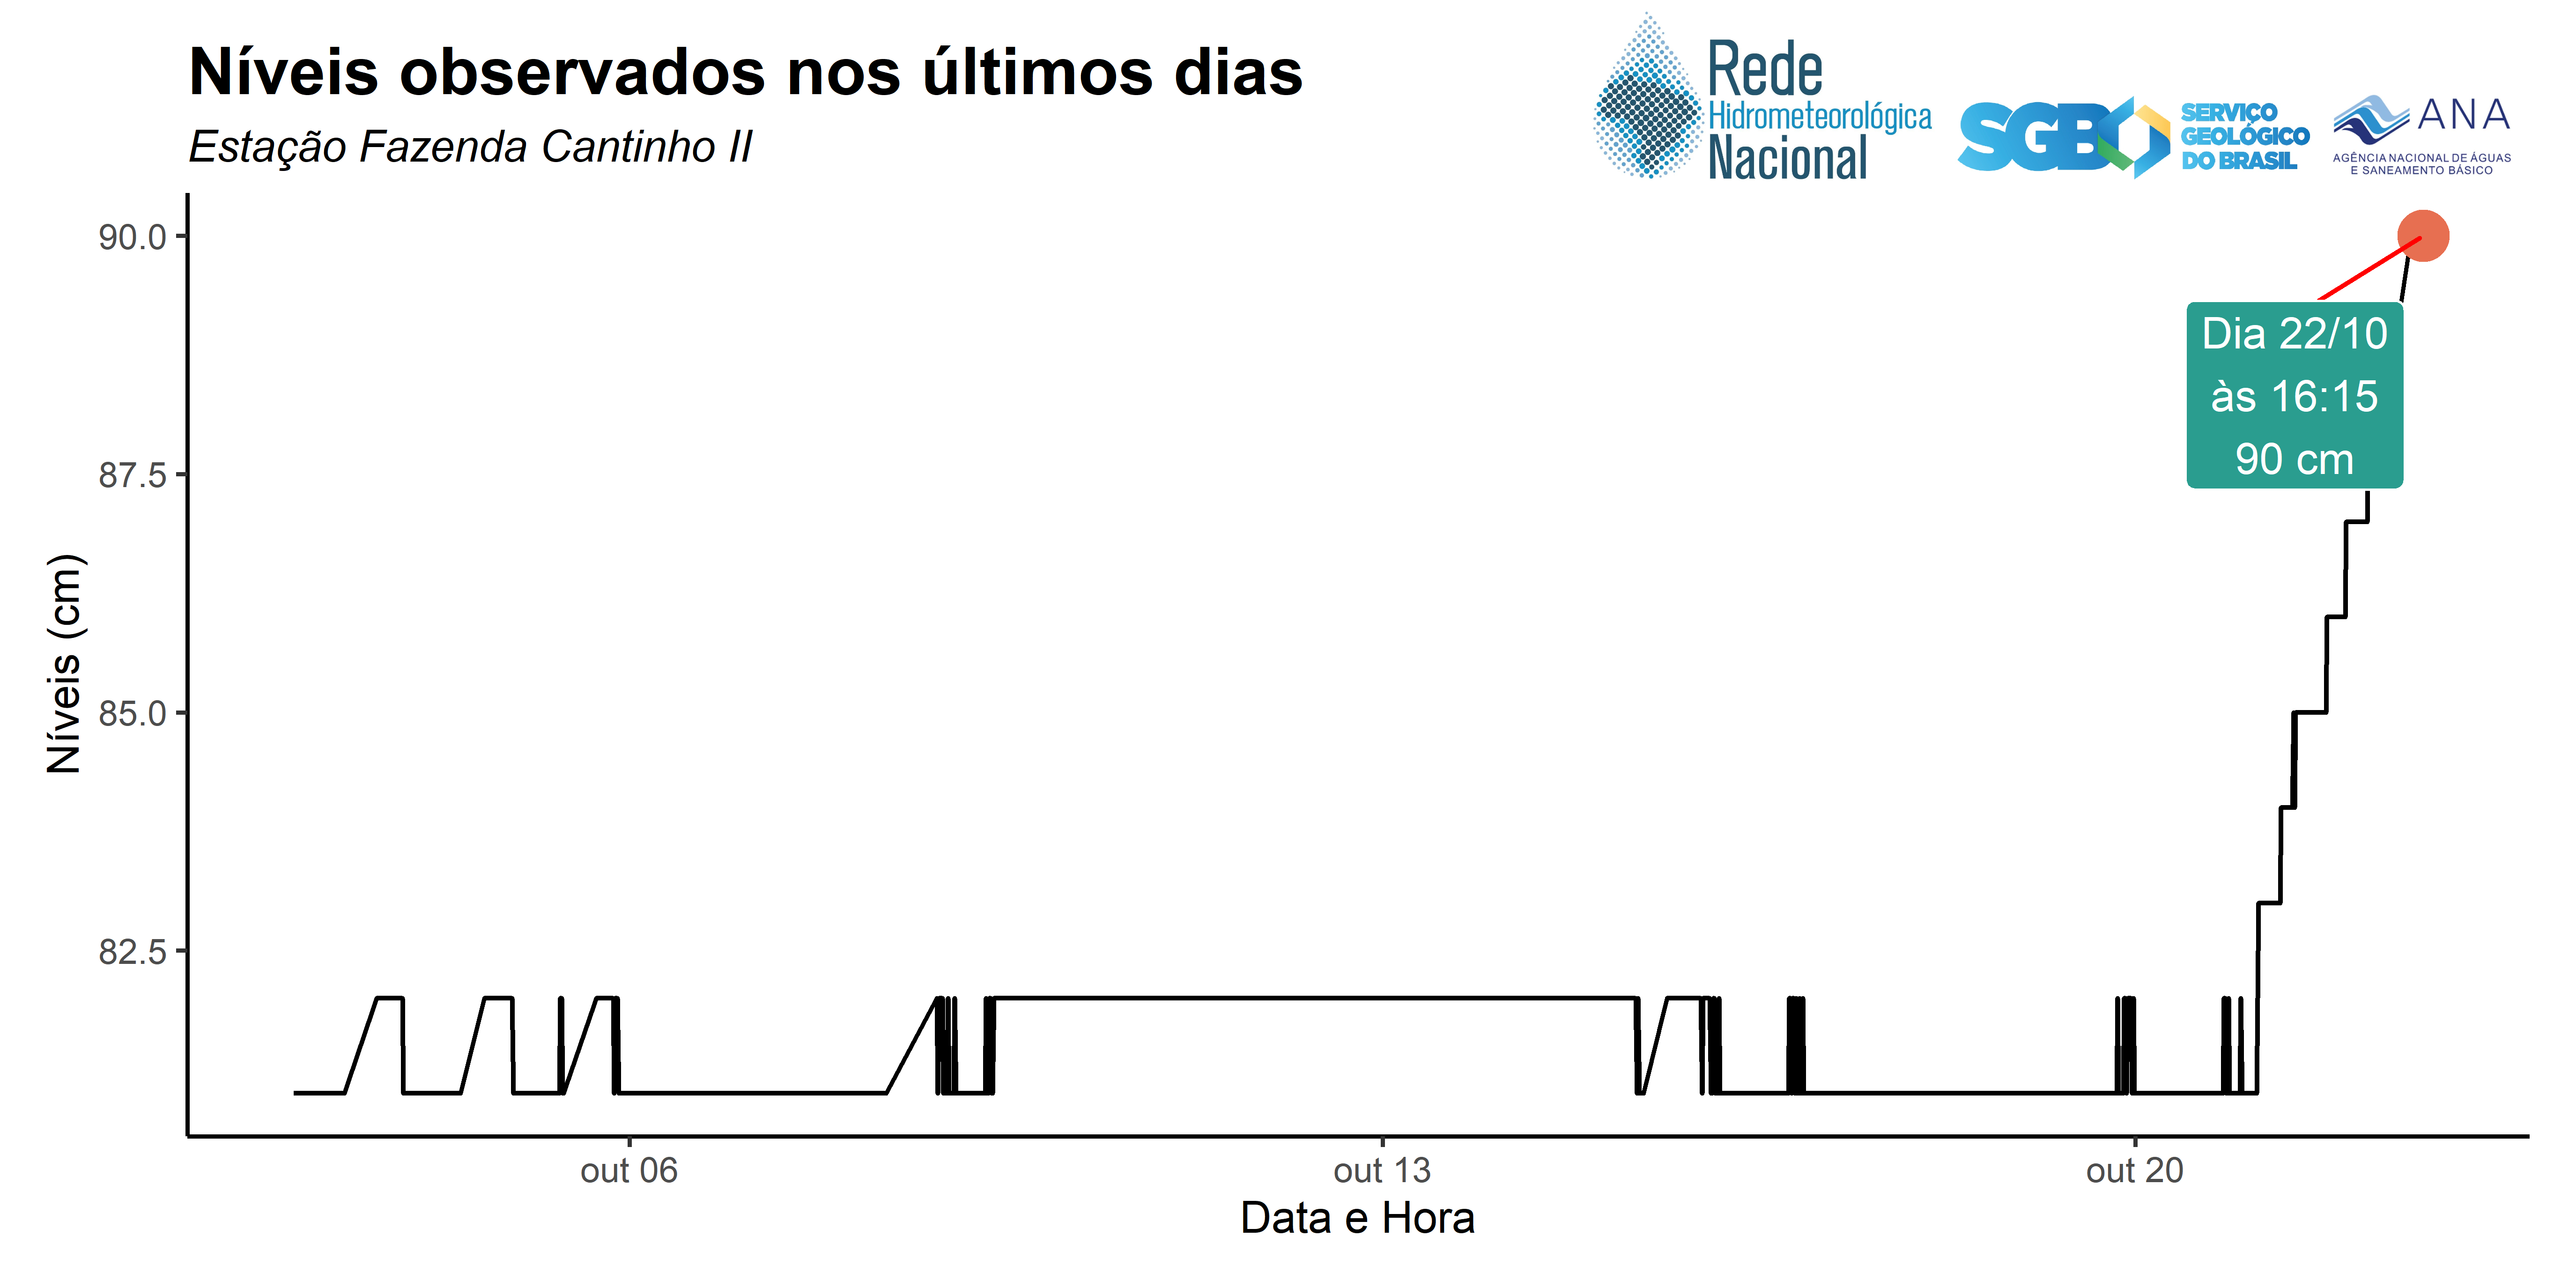 Níveis observados nos últimos dias
Estação Fazenda Cantinho II
Rede
Hidrometeorológica
Nacional
SGB
SERVIÇO
GEOLÓGICO
DO BRASIL
ANA
AGÊNCIA NACIONAL DE ÁGUAS
E SANEAMENTO BÁSICO
90.0
87.5
85.0
82.5
Níveis (cm)
Dia 22/10
às 16:15
90 cm
out 06
out 13
out 20
Data e Hora